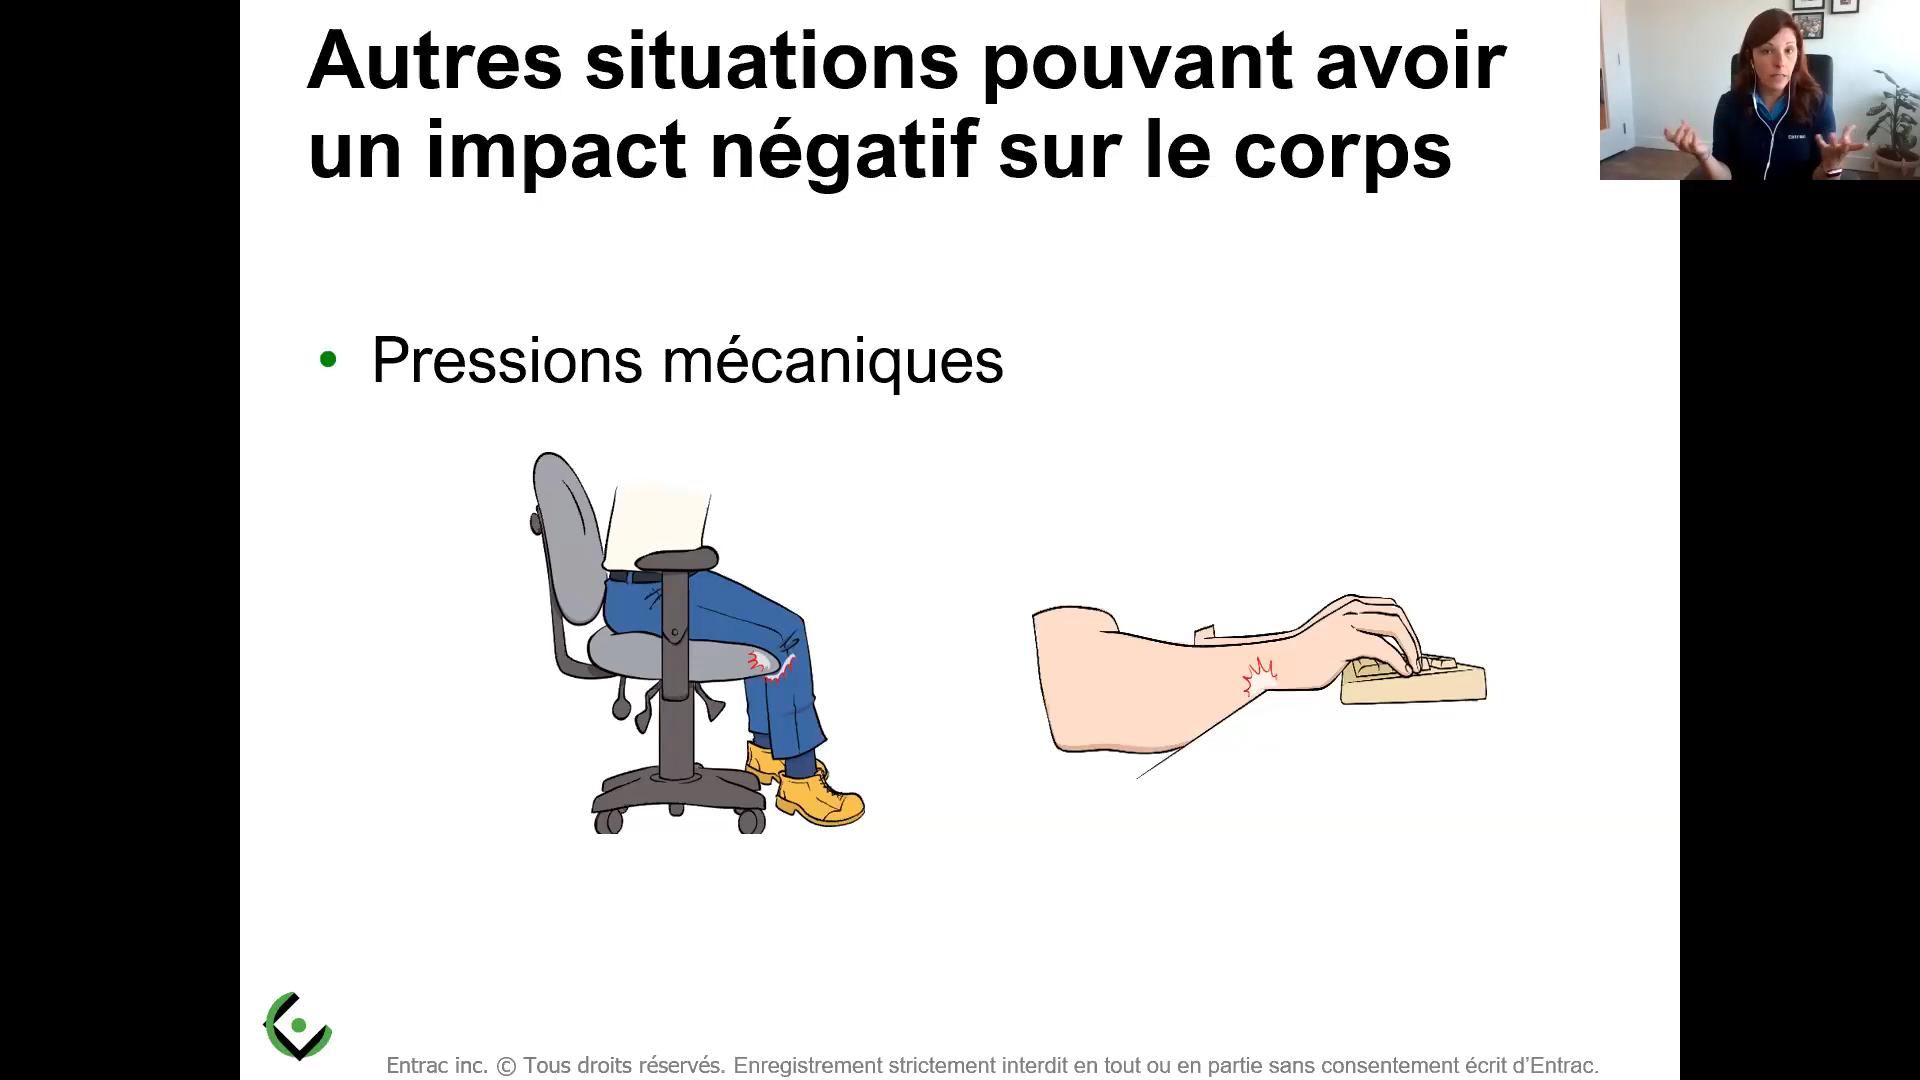 Autres situations pouvant avoir
un impact négatif sur le corps
• Pressions mécaniques
Entrac inc. © Tous droits réservés. Enregistrement strictement interdit en tout ou en partie sans consentement écrit d’Entrac.